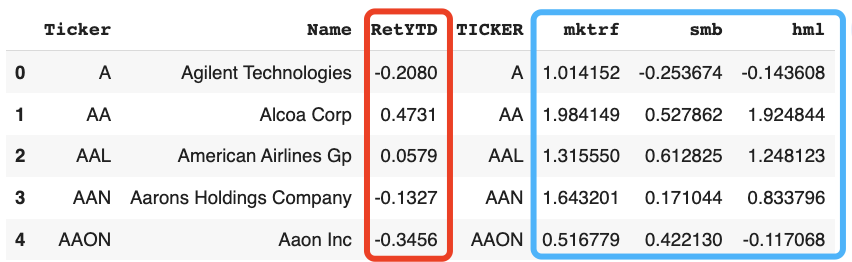 Ticker Name RetYTD TICKER mktrf smb hml
0 A Agilent Technologies -0.2080 A 1.014152 -0.253674 -0.143608
1 AA Alcoa Corp 0.4731 AA 1.984149 0.527862 1.924844
2 AAL American Airlines Gp 0.0579 AAL 1.315550 0.612825 1.248123
3 AAN Aarons Holdings Company -0.1327 AAN 1.643201 0.171044 0.833796
4 AAON Aaon Inc -0.3456 AAON 0.516779 0.422130 -0.117068